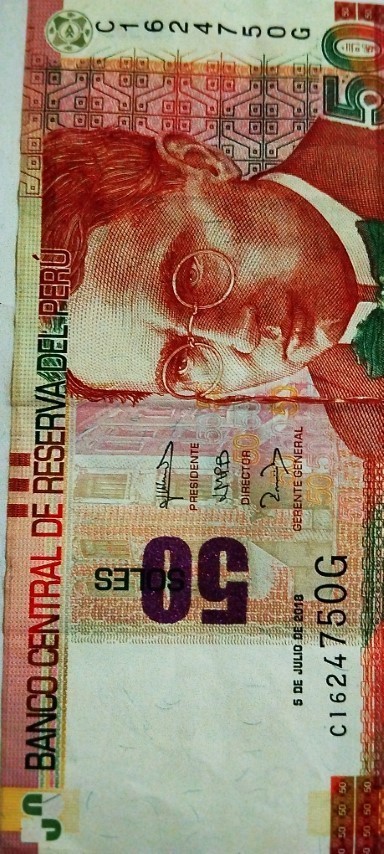 BANCO CENTRAL DE RESERVA DEL PERÚ
C1624750G
50
PRESIDENTE
DIRECTOR
GERENTE GENERAL
50
SOLES
5 DE JULIO DE 2018
C1624750G